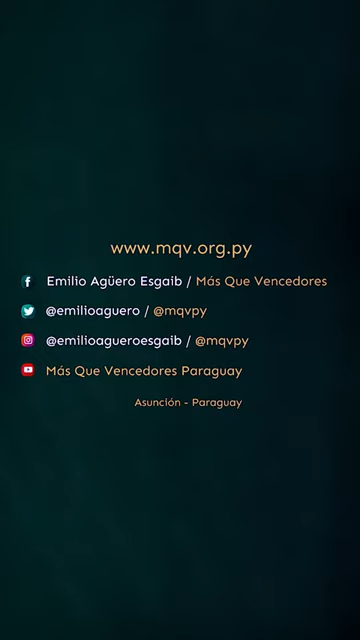 www.mqv.org.py
Emilio Agüero Esgaib / Más Que Vencedores
@emilioaguero / @mqvpy
@emilioagueroesgaib / @mqvpy
Más Que Vencedores Paraguay
Asunción - Paraguay